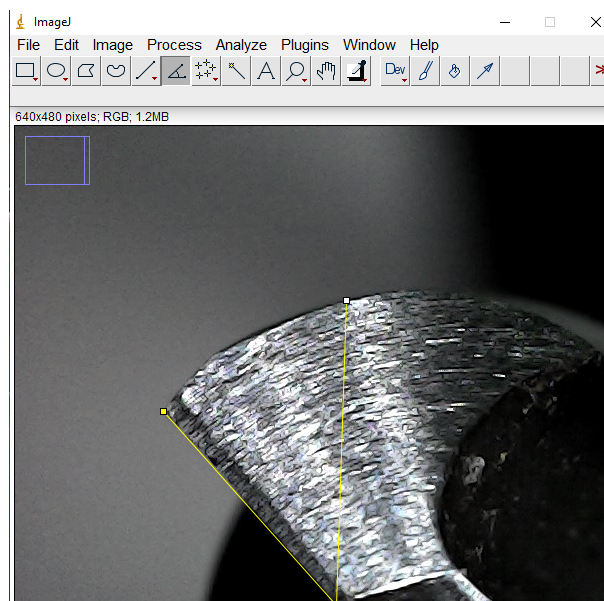 ImageJ
File Edit Image Process Analyze Plugins Window Help
A Dev
640x480 pixels; RGB; 1.2MB